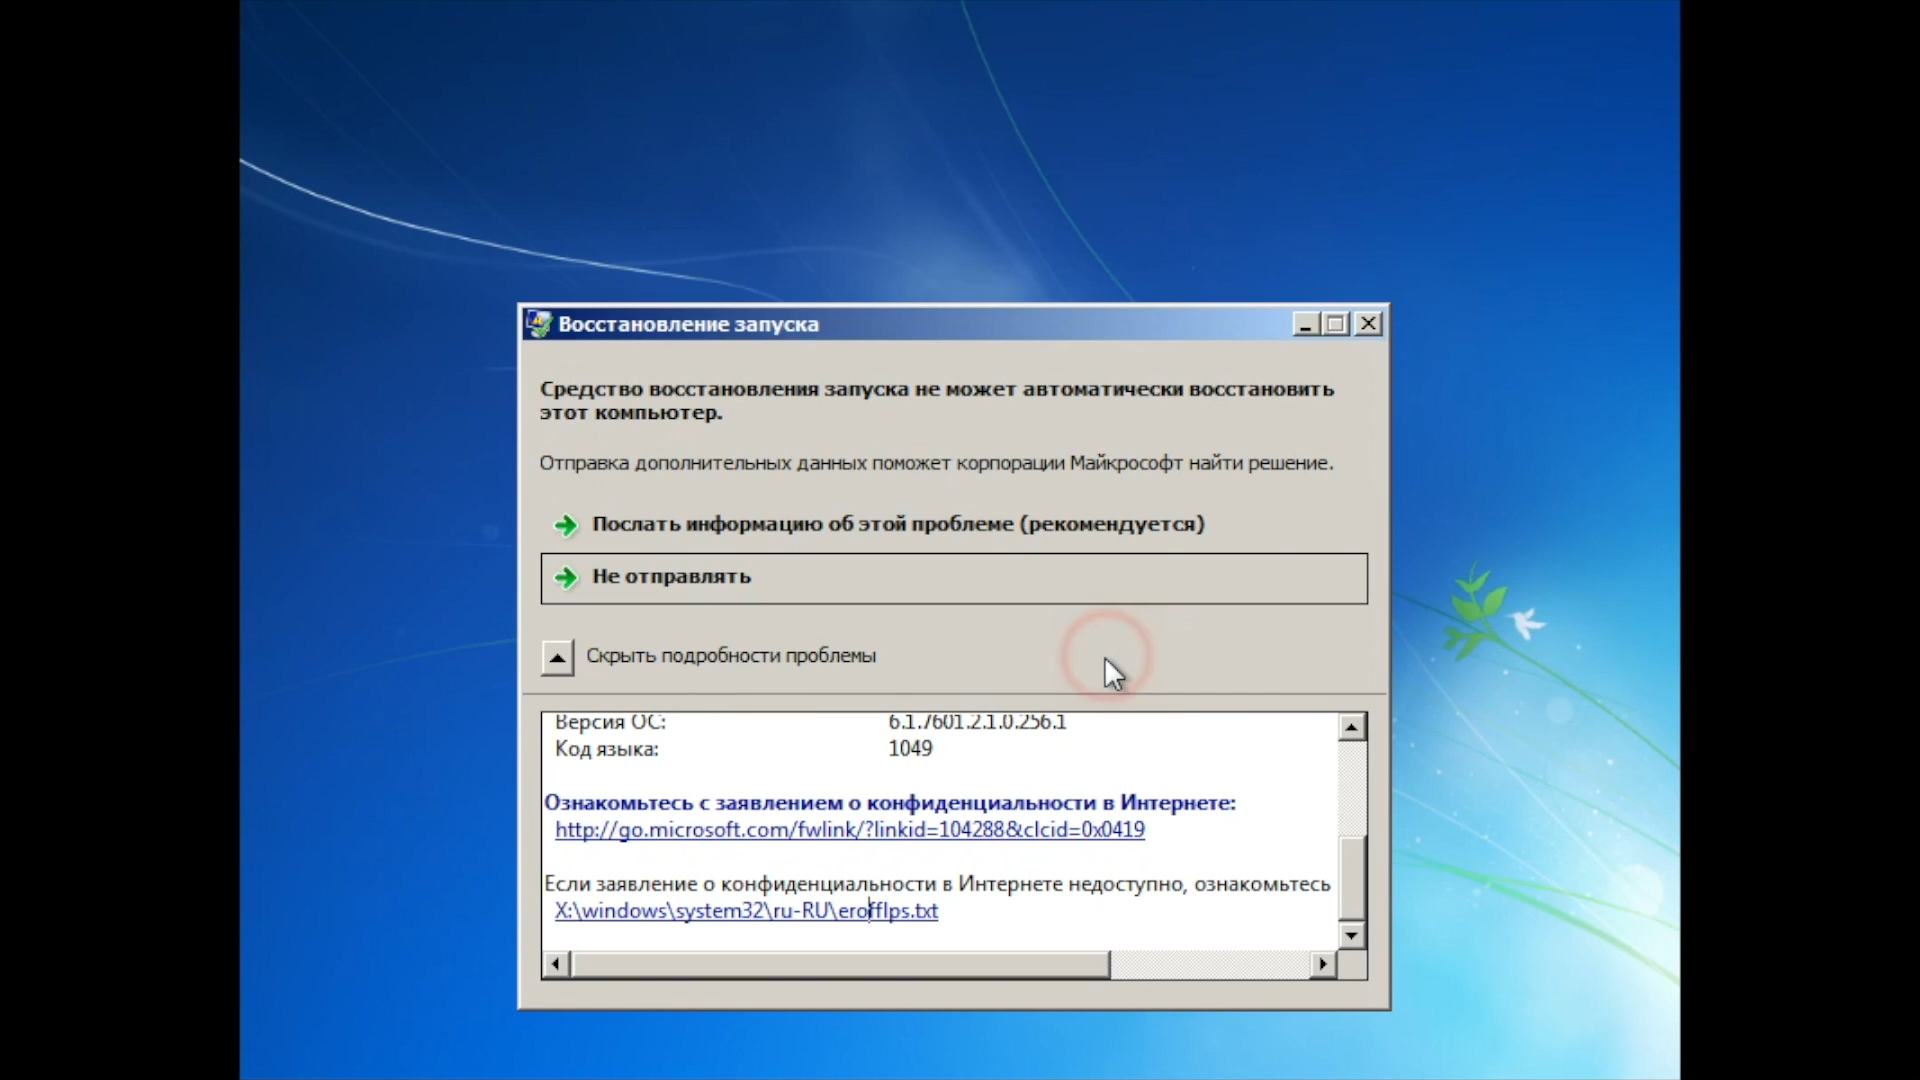 Восстановление запуска
Средство восстановления запуска не может автоматически восстановить
этот компьютер.
Отправка дополнительных данных поможет корпорации Майкрософт найти решение.
Послать информацию об этой проблеме (рекомендуется)
Не отправлять
Скрыть подробности проблемы
Версия ОС: 6.1.7601.2.1.0.256.1
Код языка: 1049
Ознакомьтесь с заявлением о конфиденциальности в Интернете:
http://go.microsoft.com/fwlink/?linkid=104288&clcid=0x0419
Если заявление о конфиденциальности в Интернете недоступно, ознакомьтесь
X:\windows\system32\ru-RU\erofflps.txt